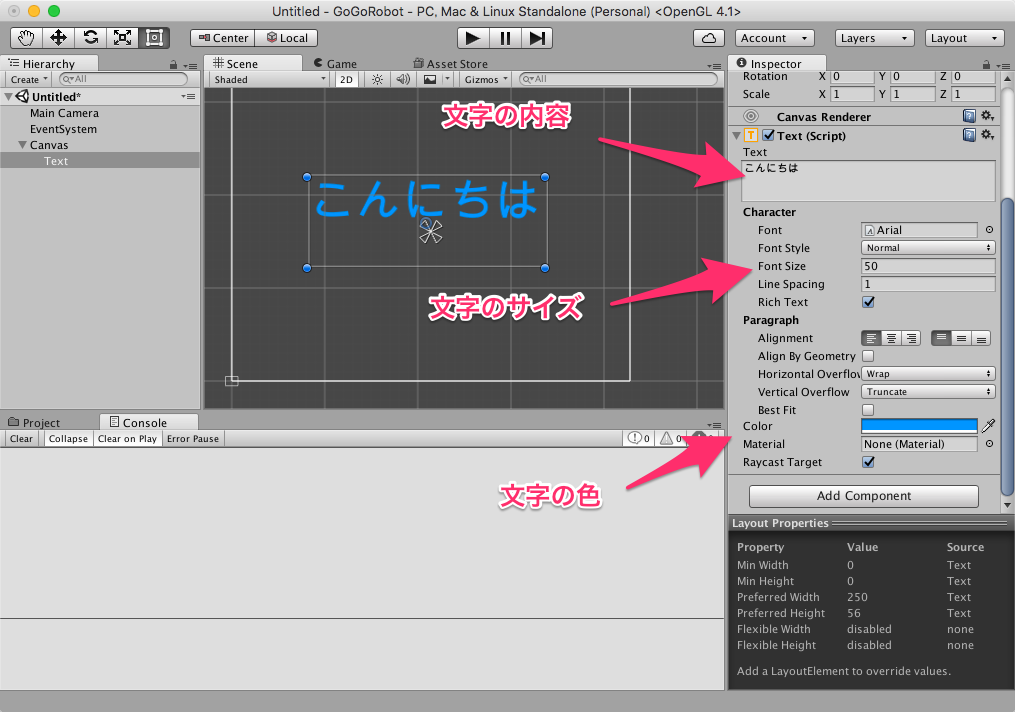 Untitled - GoGoRobot - PC, Mac & Linux Standalone (Personal) <OpenGL 4.1>
Center Local Account Layers Layout
Hierarchy
Create All
Untitled*
Main Camera
EventSystem
Canvas
Text
Scene Game Asset Store
Shaded 2D Gizmos All
文字の内容
こんにちは
文字のサイズ
文字の色
Project Console
Clear Collapse Clear on Play Error Pause 0 0
Inspector
Rotation X 0 Y 0 Z 0
Scale X 1 Y 1 Z 1
Canvas Renderer
Text (Script)
Text
こんにちは
Character
Font Arial
Font Style Normal
Font Size 50
Line Spacing 1
Rich Text
Paragraph
Alignment
Align By Geometry
Horizontal Overflow Wrap
Vertical Overflow Truncate
Best Fit
Color
Material None (Material)
Raycast Target
Add Component
Layout Properties
Property Value Source
Min Width 0 Text
Min Height 0 Text
Preferred Width 250 Text
Preferred Height 56 Text
Flexible Width disabled none
Flexible Height disabled none
Add a LayoutElement to override values.